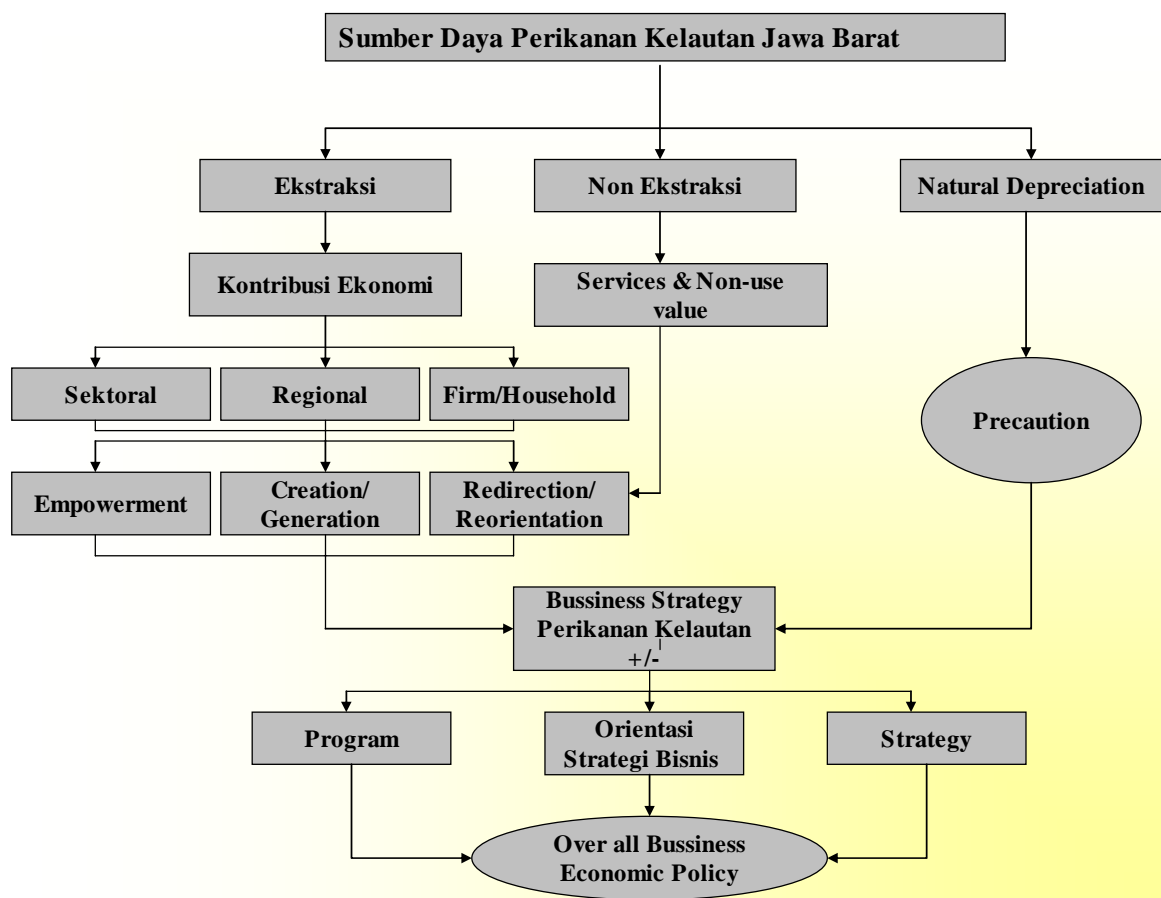 Sumber Daya Perikanan Kelautan Jawa Barat
Ekstraksi
Non Ekstraksi
Natural Depreciation
Kontribusi Ekonomi
Services & Non-use
value
Sektoral
Regional
Firm/Household
Precaution
Empowerment
Creation/
Generation
Redirection/
Reorientation
Bussiness Strategy
Perikanan Kelautan
+/-
Program
Orientasi
Strategi Bisnis
Strategy
Over all Bussiness
Economic Policy